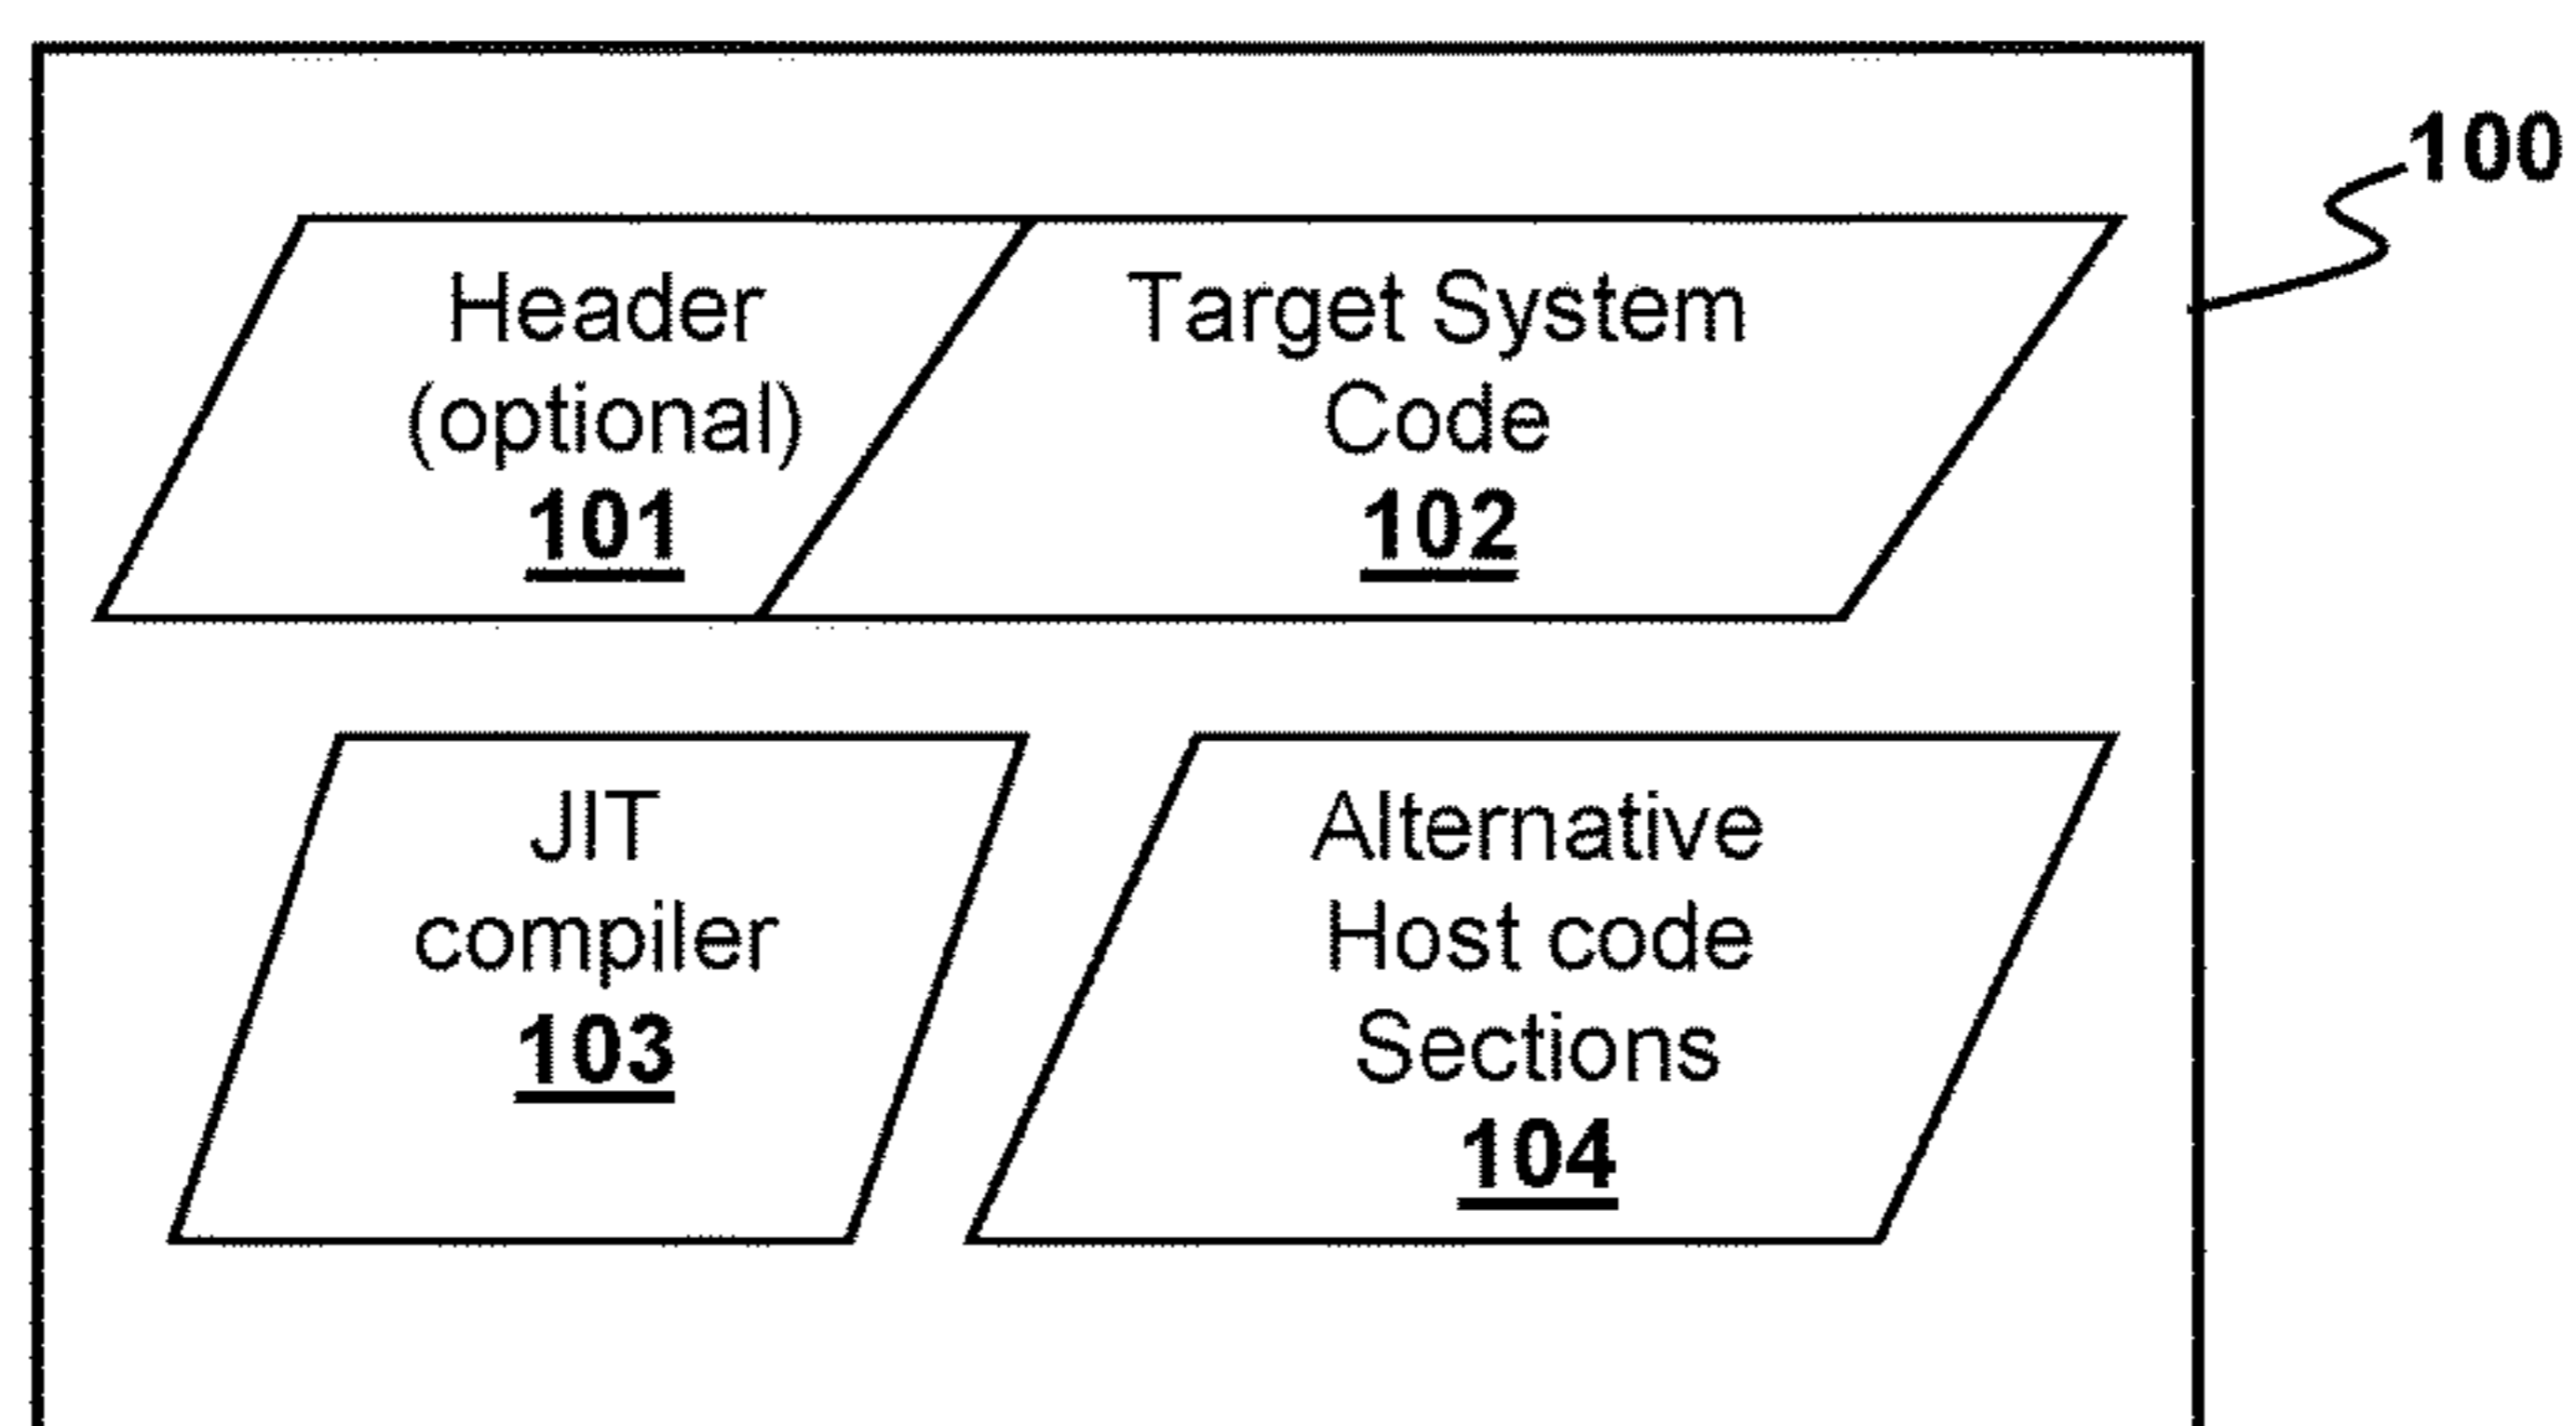 100
Header
(optional)
101
Target System
Code
102
JIT
compiler
103
Alternative
Host code
Sections
104